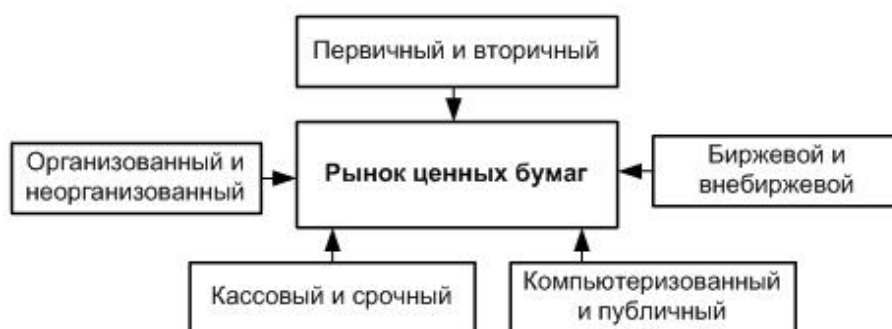 Первичный и вторичный
Организованный и
неорганизованный
Рынок ценных бумаг
Биржевой и
внебиржевой
Кассовый и срочный
Компьютеризованный
и публичный